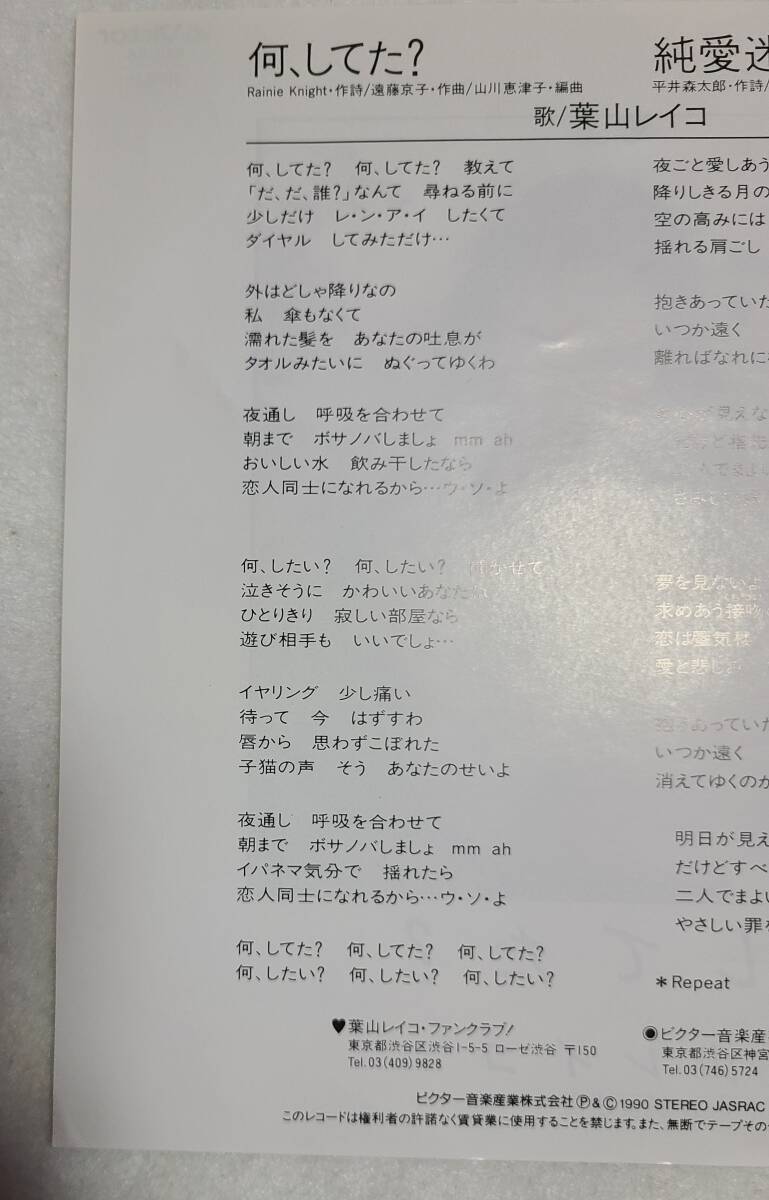 何、してた?
Rainie Knight・作詩/遠藤京子・作曲/山川恵津子・編曲
純愛迷
平井森太郎・作詩/
歌/葉山レイコ
何、してた? 何、してた? 教えて
「だ、だ、誰?」なんて 尋ねる前に
少しだけ レ・ン・ア・イ したくて
ダイヤル してみただけ…
外はどしゃ降りなの
私 傘もなくて
濡れた髪を あなたの吐息が
タオルみたいに ぬぐってゆくわ
夜通し 呼吸を合わせて
朝まで ボサノバしましょ mm ah
おいしい水 飲み干したなら
恋人同士になれるから…ウ・ソ・よ
何、したい? 何、したい? かせて
泣きそうに かわいいあなた
ひとりきり 寂しい部屋なら
遊び相手も いいでしょ…
イヤリング 少し痛い
待って 今 はずすわ
唇から 思わずこぼれた
子猫の声 そう あなたのせいよ
夜通し 呼吸を合わせて
朝まで ボサノバしましょ mm ah
イパネマ気分で 揺れたら
恋人同士になれるから…ウ・ソ・よ
何、してた? 何、してた? 何、してた?
何、したい? 何、したい? 何、したい?
夜ごと愛しあう
降りしきる月の
空の高みには
揺れる肩ごし
抱きあっていた
いつか遠く
離ればなれに
が見えな
夢を見ないよ
求めあう接吻
恋は蜃気楼
愛と悲し
抱きあっていた
いつか遠く
消えてゆくのか
明日が見え
だけどすべ
二人でまよい
やさしい罪を
*Repeat
♥葉山レイコ・ファンクラブ!
東京都渋谷区渋谷1-5-5 ローゼ渋谷 〒150
Tel.03(409)9828
◉ビクター音楽産
東京都渋谷区神宮
Tel.03(746)5724
ビクター音楽産業株式会社 Ⓟ&Ⓒ1990 STEREO JASRAC
このレコードは権利者の許諾なく賃貸業に使用することを禁じます。また、無断でテープその